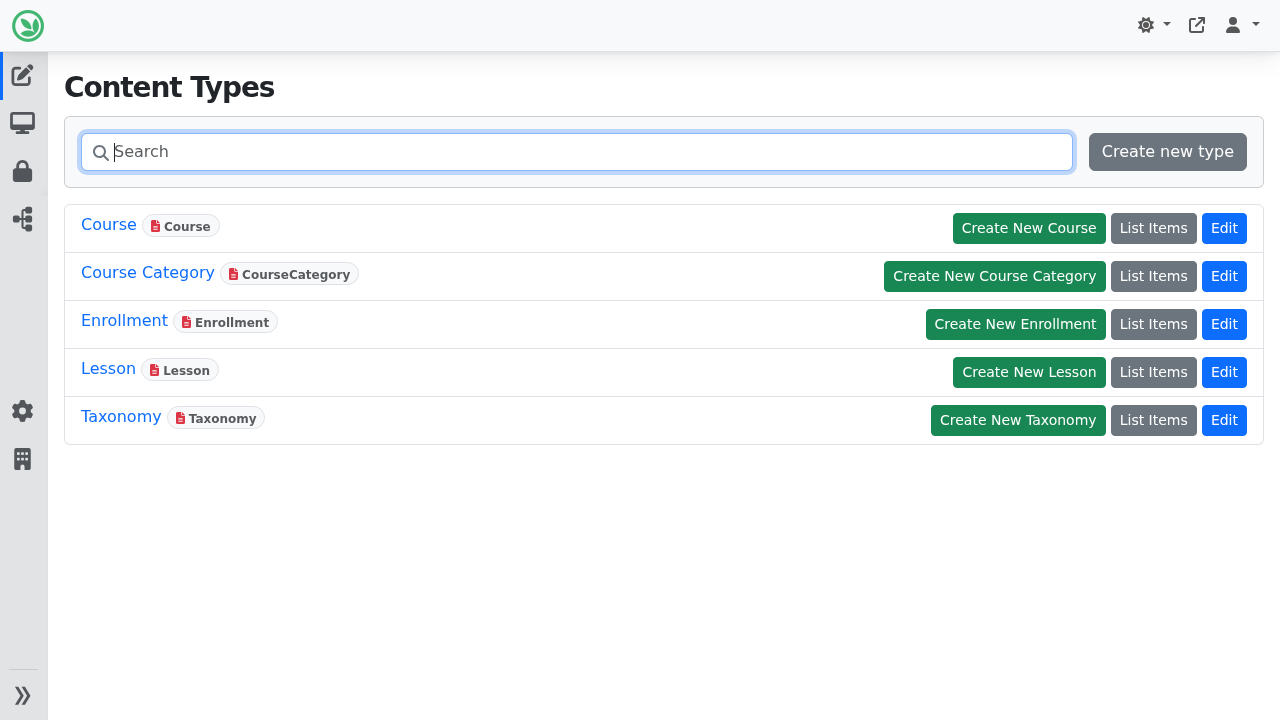 Content Types
Search
Create new type
Course Course Create New Course List Items Edit
Course Category CourseCategory Create New Course Category List Items Edit
Enrollment Enrollment Create New Enrollment List Items Edit
Lesson Lesson Create New Lesson List Items Edit
Taxonomy Taxonomy Create New Taxonomy List Items Edit